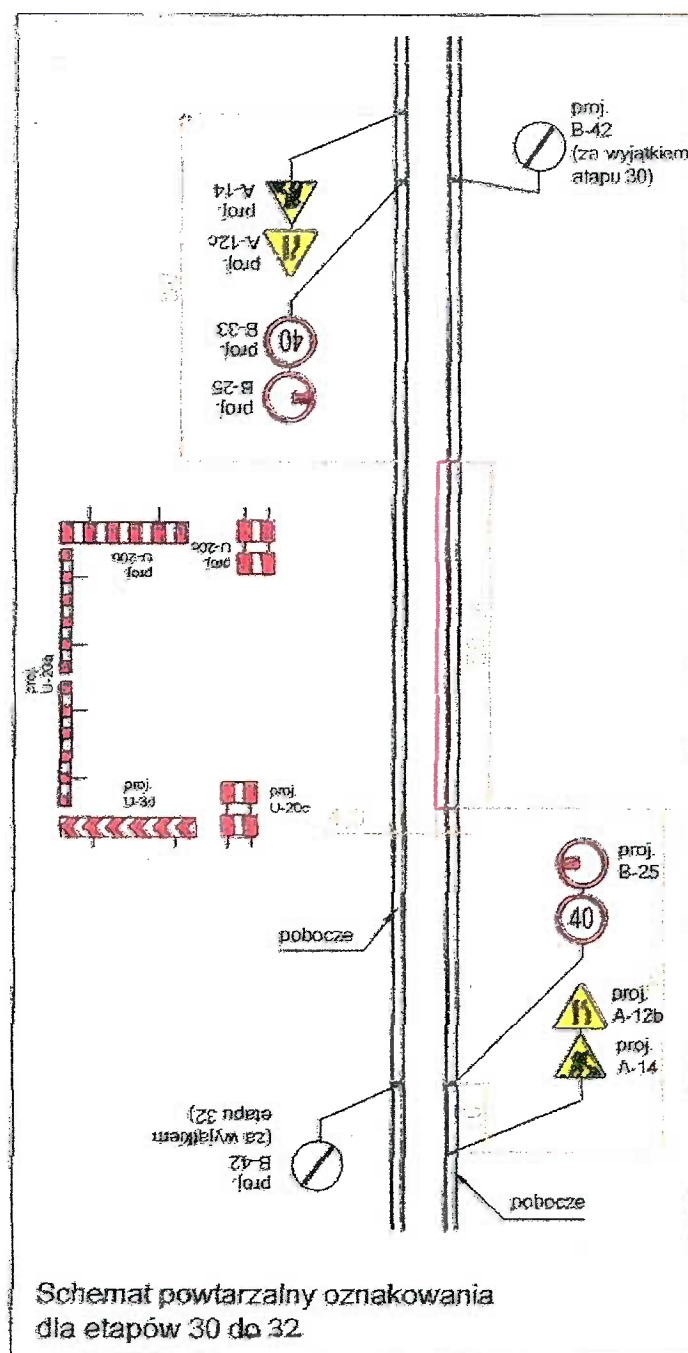 proj.
B-42
(za wyjątkiem
etapu 30)
proj.
A-14
proj.
A-12c
proj.
B-33
40
proj.
B-25
proj.
U-20b
proj.
U-20c
proj.
U-20a
proj.
U-3d
proj.
U-20c
proj.
B-25
40
pobocze
proj.
A-12b
proj.
A-14
proj.
B-42
(za wyjątkiem
etapu 32)
pobocze
Schemat powtarzalny oznakowania
dla etapów 30 do 32